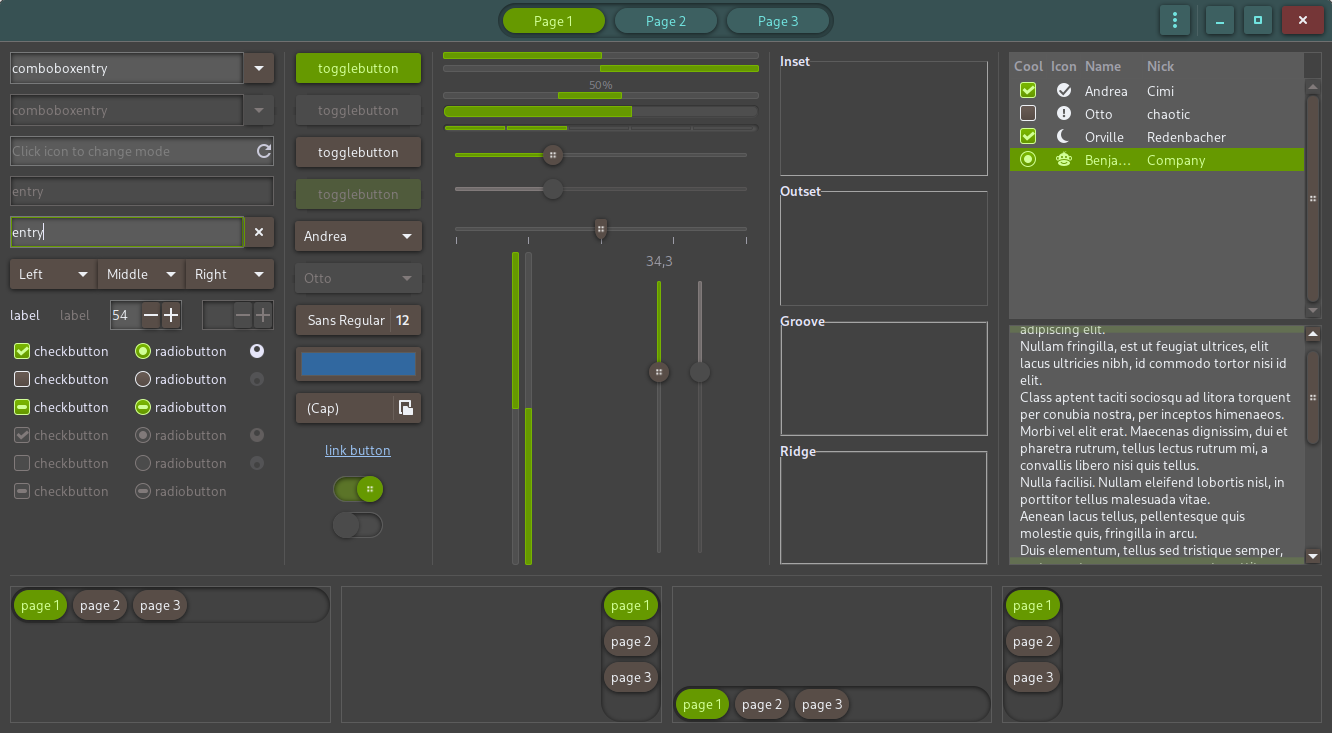 Page 1
Page 2
Page 3
comboboxentry
comboboxentry
Click icon to change mode
entry
entry
Left
Middle
Right
label
label
54
checkbutton
radiobutton
checkbutton
radiobutton
checkbutton
radiobutton
checkbutton
radiobutton
checkbutton
radiobutton
checkbutton
radiobutton
togglebutton
togglebutton
togglebutton
togglebutton
Andrea
Otto
Sans Regular 12
(Cap)
link button
50%
34,3
Inset
Outset
Groove
Ridge
Cool Icon Name Nick
Andrea Cimi
Otto chaotic
Orville Redenbacher
Benja… Company
adipiscing elit.
Nullam fringilla, est ut feugiat ultrices, elit
lacus ultricies nibh, id commodo tortor nisi id
elit.
Class aptent taciti sociosqu ad litora torquent
per conubia nostra, per inceptos himenaeos.
Morbi vel elit erat. Maecenas dignissim, dui et
pharetra rutrum, tellus lectus rutrum mi, a
convallis libero nisi quis tellus.
Nulla facilisi. Nullam eleifend lobortis nisl, in
porttitor tellus malesuada vitae.
Aenean lacus tellus, pellentesque quis
molestie quis, fringilla in arcu.
Duis elementum, tellus sed tristique semper,
page 1
page 2
page 3
page 1
page 2
page 3
page 1
page 2
page 3
page 1
page 2
page 3